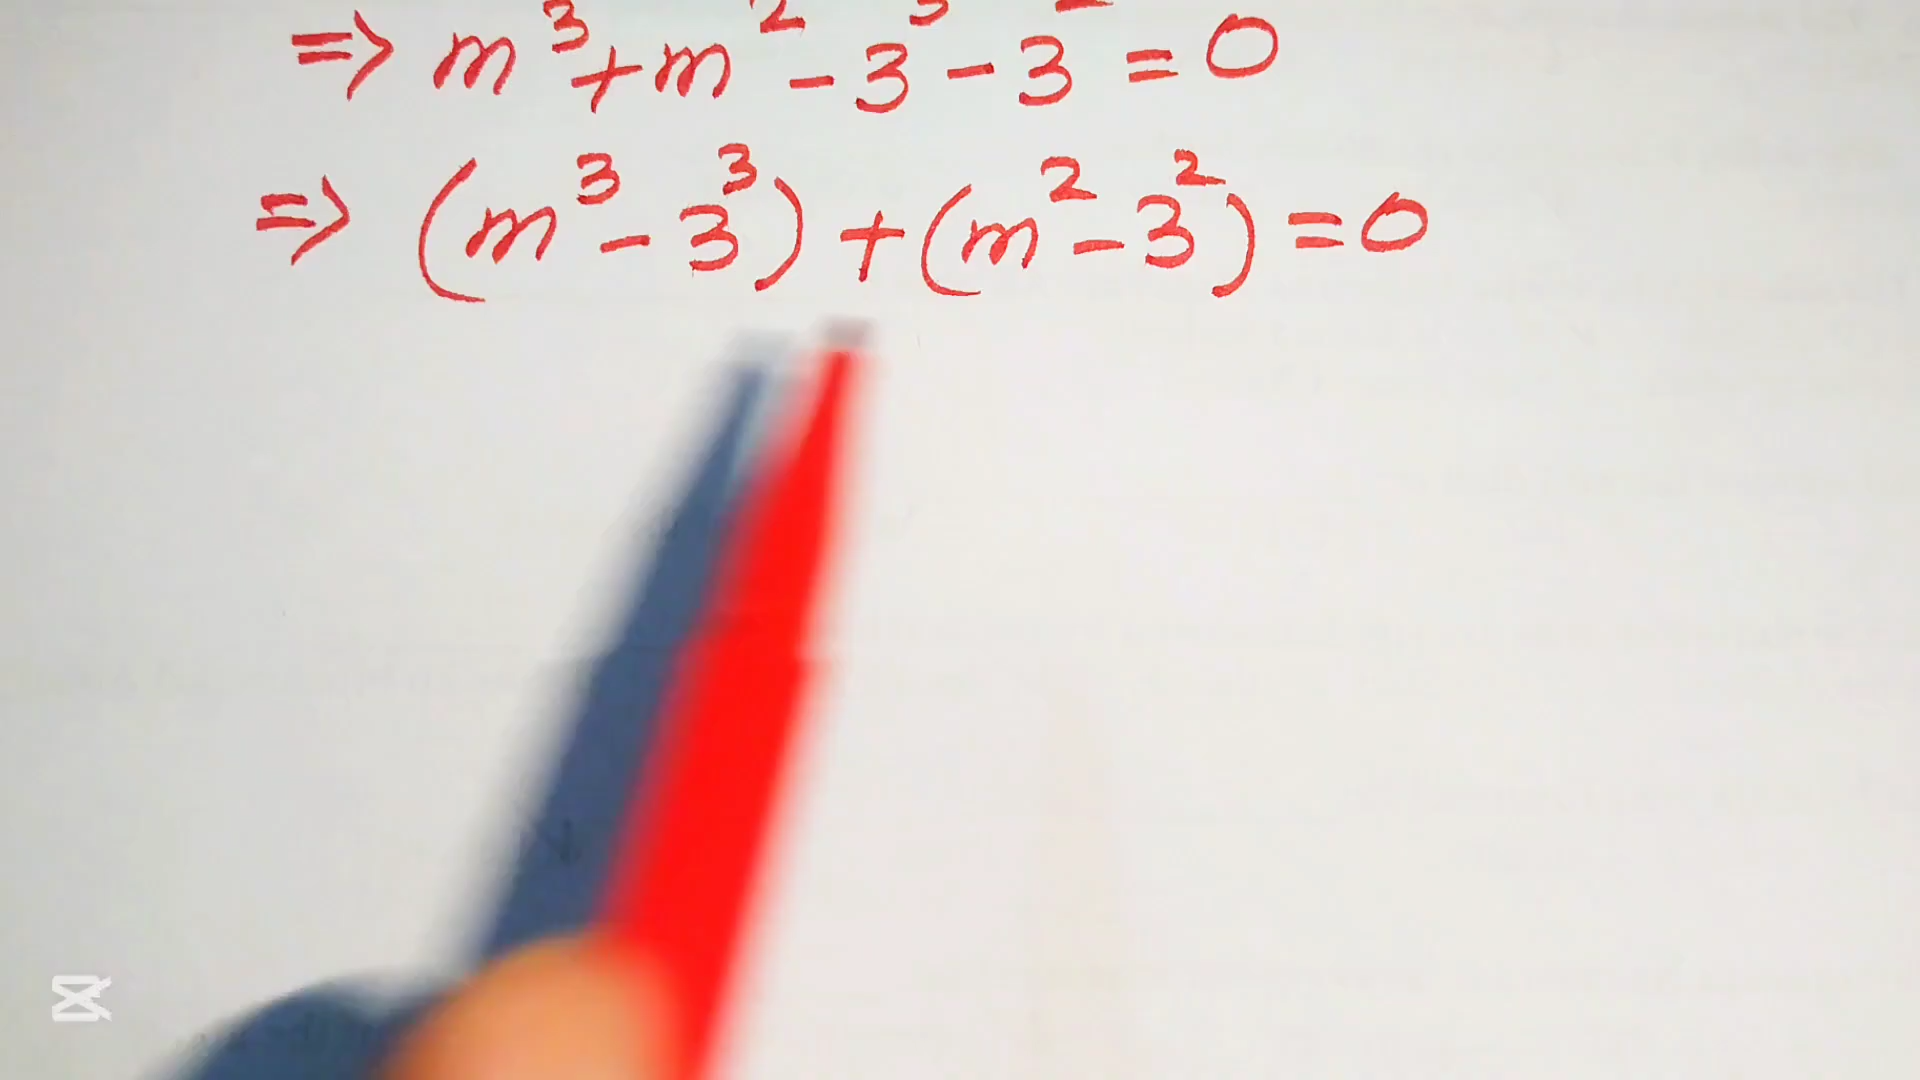 ⇒ m³ + m² - 3³ - 3² = 0
⇒ (m³ - 3³) + (m² - 3²) = 0